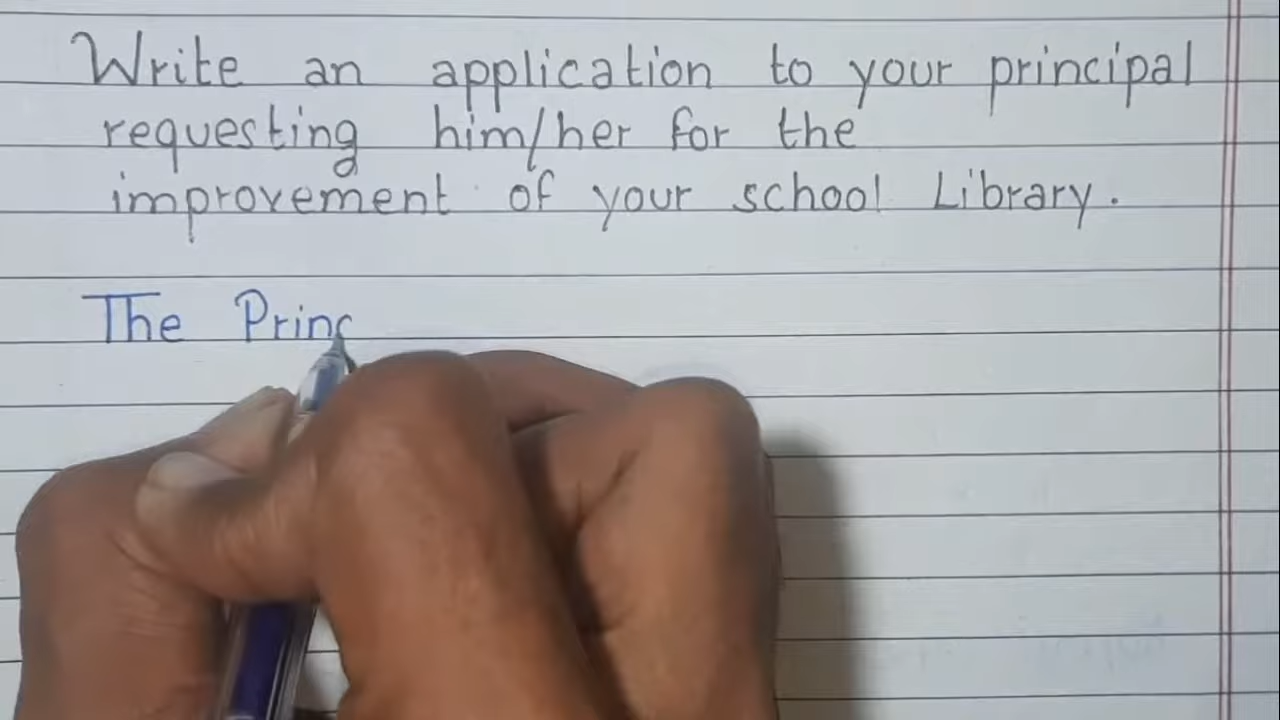 Write an application to your principal
requesting him/her for the
improvement of your school Library.
The Princ